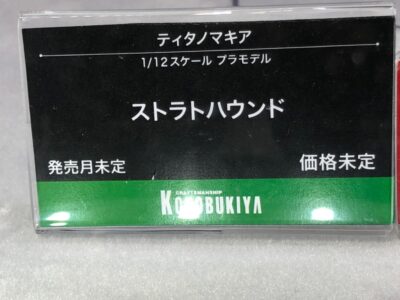 ティタノマキア
1/12スケール プラモデル
ストラトハウンド
発売月未定 価格未定
CRAFTSMANSHIP
KOTOBUKIYA